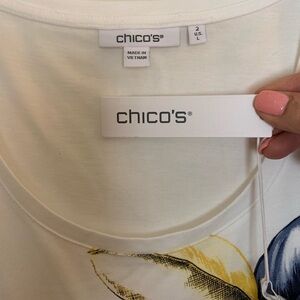 chico's®
2
U.S.
L
MADE IN
VIETNAM
chico's®